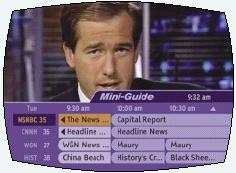 Mini-Guide 9:32 am
Tue 9:30 am 10:00 am 10:30 am
MSNBC 35 The News ... Capital Report
CNNH 36 Headline ... Headline News
WGN 37 WGN News ... Maury Maury
HIST 38 China Beach History's Cr... Black Shee...